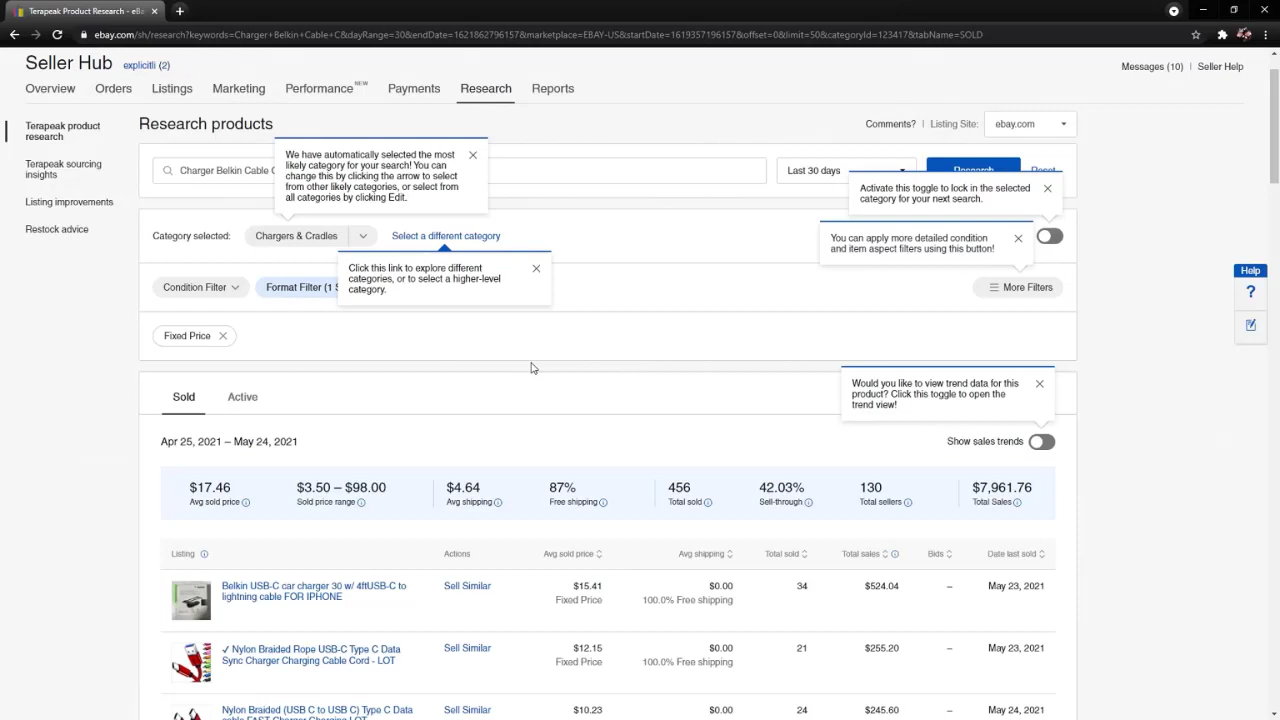 Terapeak Product Research - eBa
ebay.com/sh/research?keywords=Charger+Belkin+Cable+C&dayRange=30&endDate=1621862796157&marketplace=EBAY-US&startDate=1619357196157&offset=0&limit=50&categoryId=123417&tabName=SOLD
Seller Hub explicitli (2)
Messages (10) | Seller Help
Overview Orders Listings Marketing Performance NEW Payments Research Reports
Terapeak product
research
Terapeak sourcing
insights
Listing improvements
Restock advice
Research products
Comments? | Listing Site: ebay.com
Charger Belkin Cable C
Last 30 days
Research Reset
We have automatically selected the most
likely category for your search! You can
change this by clicking the arrow to select
from other likely categories, or select from
all categories by clicking Edit.
Activate this toggle to lock in the selected
category for your next search.
Category selected: Chargers & Cradles Select a different category
You can apply more detailed condition
and item aspect filters using this button!
Click this link to explore different
categories, or to select a higher-level
category.
Condition Filter Format Filter (1 S
More Filters
Help
?
Fixed Price
Sold Active
Would you like to view trend data for this
product? Click this toggle to open the
trend view!
Apr 25, 2021 – May 24, 2021
Show sales trends
$17.46 $3.50 – $98.00 $4.64 87% 456 42.03% 130 $7,961.76
Avg sold price Sold price range Avg shipping Free shipping Total sold Sell-through Total sellers Total Sales
Listing Actions Avg sold price Avg shipping Total sold Total sales Bids Date last sold
Belkin USB-C car charger 30 w/ 4ftUSB-C to Sell Similar $15.41 $0.00 34 $524.04 – May 23, 2021
lightning cable FOR IPHONE Fixed Price 100.0% Free shipping
✓ Nylon Braided Rope USB-C Type C Data Sell Similar $12.15 $0.00 21 $255.20 – May 23, 2021
Sync Charger Charging Cable Cord - LOT Fixed Price 100.0% Free shipping
Nylon Braided (USB C to USB C) Type C Data Sell Similar $10.23 $0.00 24 $245.60 – May 24, 2021
cable FAST Charger Charging LOT Fixed Price 100.0% Free shipping